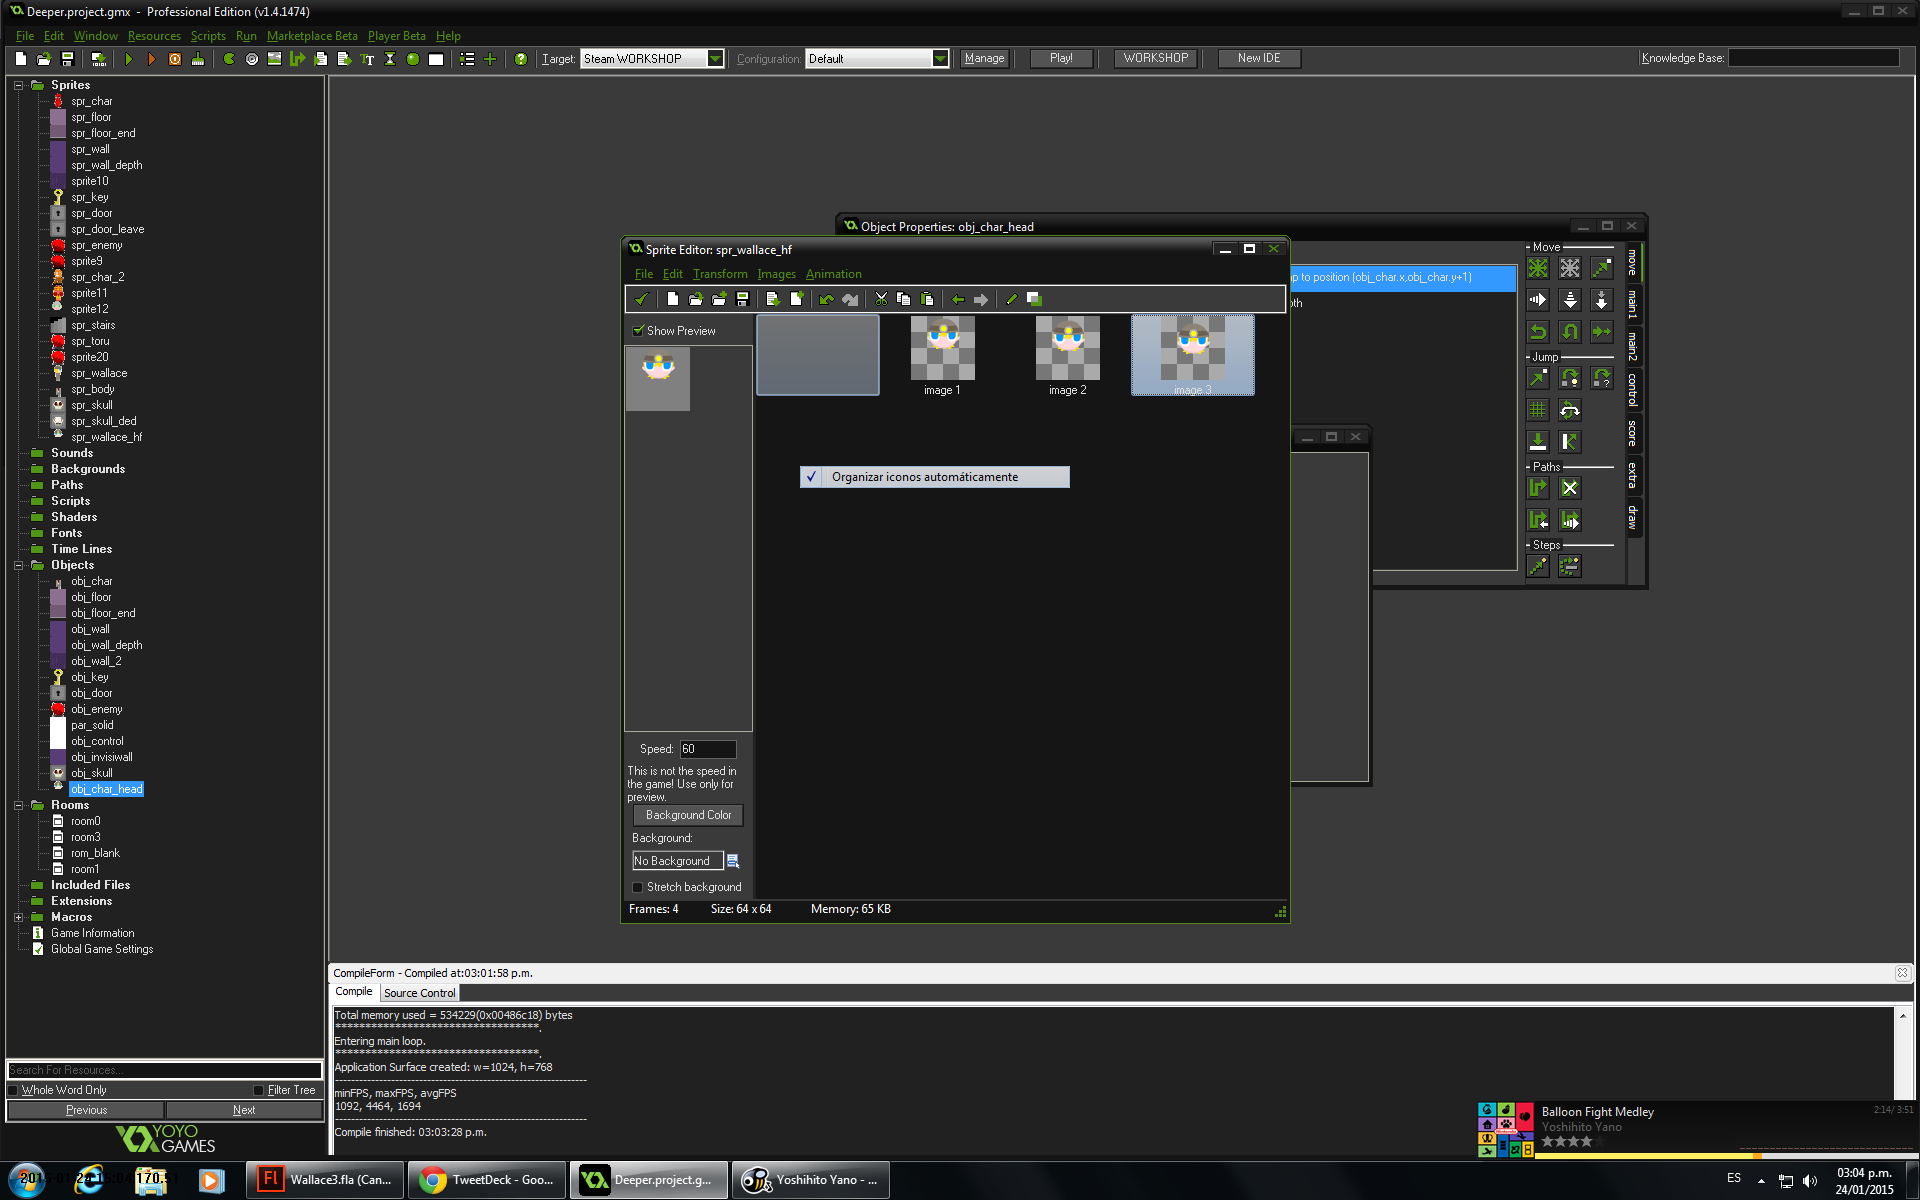 Deeper.project.gmx - Professional Edition (v1.4.1474)
File Edit Window Resources Scripts Run Marketplace Beta Player Beta Help
Target: Steam WORKSHOP Configuration: Default Manage Play! WORKSHOP New IDE Knowledge Base:
Sprites
spr_char
spr_floor
spr_floor_end
spr_wall
spr_wall_depth
sprite10
spr_key
spr_door
spr_door_leave
spr_enemy
sprite9
spr_char_2
sprite11
sprite12
spr_stairs
spr_toru
sprite20
spr_wallace
spr_body
spr_skull
spr_skull_ded
spr_wallace_hf
Sounds
Backgrounds
Paths
Scripts
Shaders
Fonts
Time Lines
Objects
obj_char
obj_floor
obj_floor_end
obj_wall
obj_wall_depth
obj_wall_2
obj_key
obj_door
obj_enemy
par_solid
obj_control
obj_invisiwall
obj_skull
obj_char_head
Rooms
room0
room3
rom_blank
room1
Included Files
Extensions
Macros
Game Information
Global Game Settings
Search For Resources...
Whole Word Only Filter Tree
Previous Next
YOYO
GAMES
Object Properties: obj_char_head
p to position (obj_char.x,obj_char.y+1)
oth
Move
Jump
Paths
Steps
move
main1
main2
control
score
extra
draw
Sprite Editor: spr_wallace_hf
File Edit Transform Images Animation
Show Preview
image 1 image 2 image 3
Organizar iconos automáticamente
Speed: 60
This is not the speed in
the game! Use only for
preview.
Background Color
Background:
No Background
Stretch background
Frames: 4 Size: 64 x 64 Memory: 65 KB
CompileForm - Compiled at:03:01:58 p.m.
Compile Source Control
Total memory used = 534229(0x00486c18) bytes
***********************************.
Entering main loop.
***********************************.
Application Surface created: w=1024, h=768
minFPS, maxFPS, avgFPS
1092, 4464, 1694
Compile finished: 03:03:28 p.m.
Balloon Fight Medley 2:14/ 3:51
Yoshihito Yano
Wallace3.fla (Can... TweetDeck - Goo... Deeper.project.g... Yoshihito Yano - ...
ES 03:04 p.m.
24/01/2015